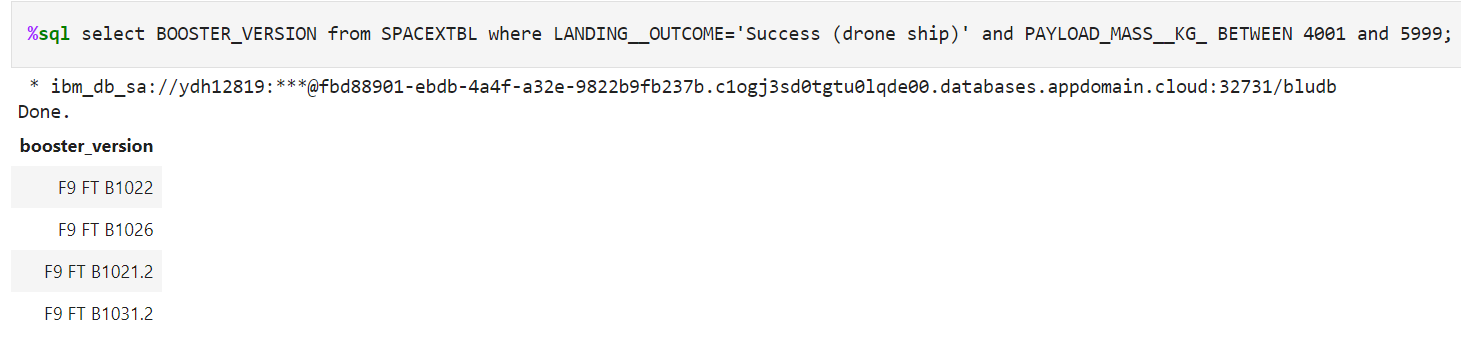 %sql select BOOSTER_VERSION from SPACEXTBL where LANDING__OUTCOME='Success (drone ship)' and PAYLOAD_MASS__KG_ BETWEEN 4001 and 5999;
* ibm_db_sa://ydh12819:***@fbd88901-ebdb-4a4f-a32e-9822b9fb237b.c1ogj3sd0tgtu0lqde00.databases.appdomain.cloud:32731/bludb
Done.
booster_version
F9 FT B1022
F9 FT B1026
F9 FT B1021.2
F9 FT B1031.2